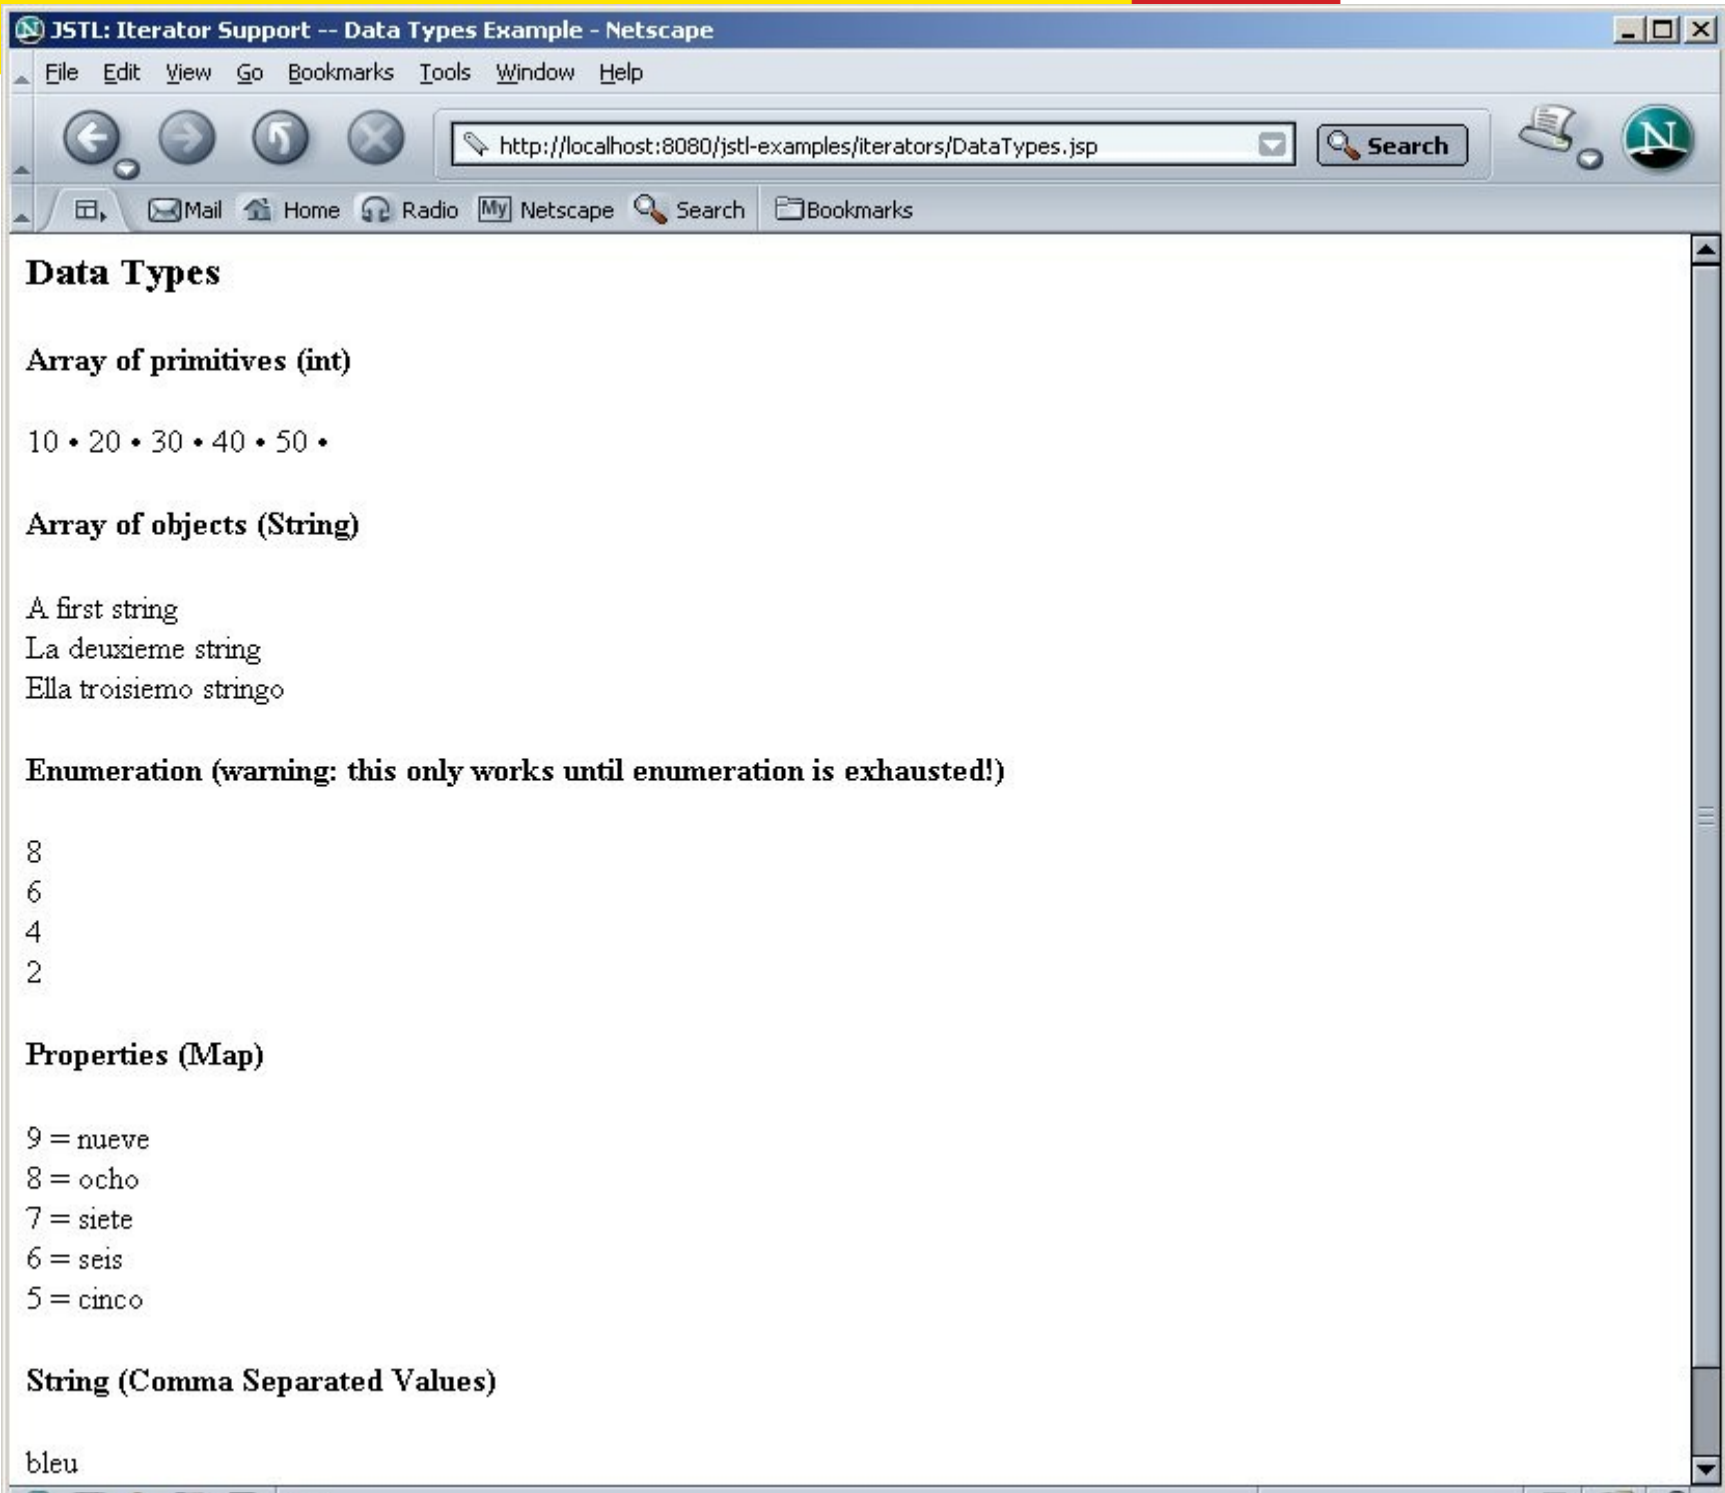 JSTL: Iterator Support -- Data Types Example - Netscape
File Edit View Go Bookmarks Tools Window Help
http://localhost:8080/jstl-examples/iterators/DataTypes.jsp Search N
Mail Home Radio My Netscape Search Bookmarks
Data Types
Array of primitives (int)
10 • 20 • 30 • 40 • 50 •
Array of objects (String)
A first string
La deuxieme string
Ella troisiemo stringo
Enumeration (warning: this only works until enumeration is exhausted!)
8
6
4
2
Properties (Map)
9 = nueve
8 = ocho
7 = siete
6 = seis
5 = cinco
String (Comma Separated Values)
bleu